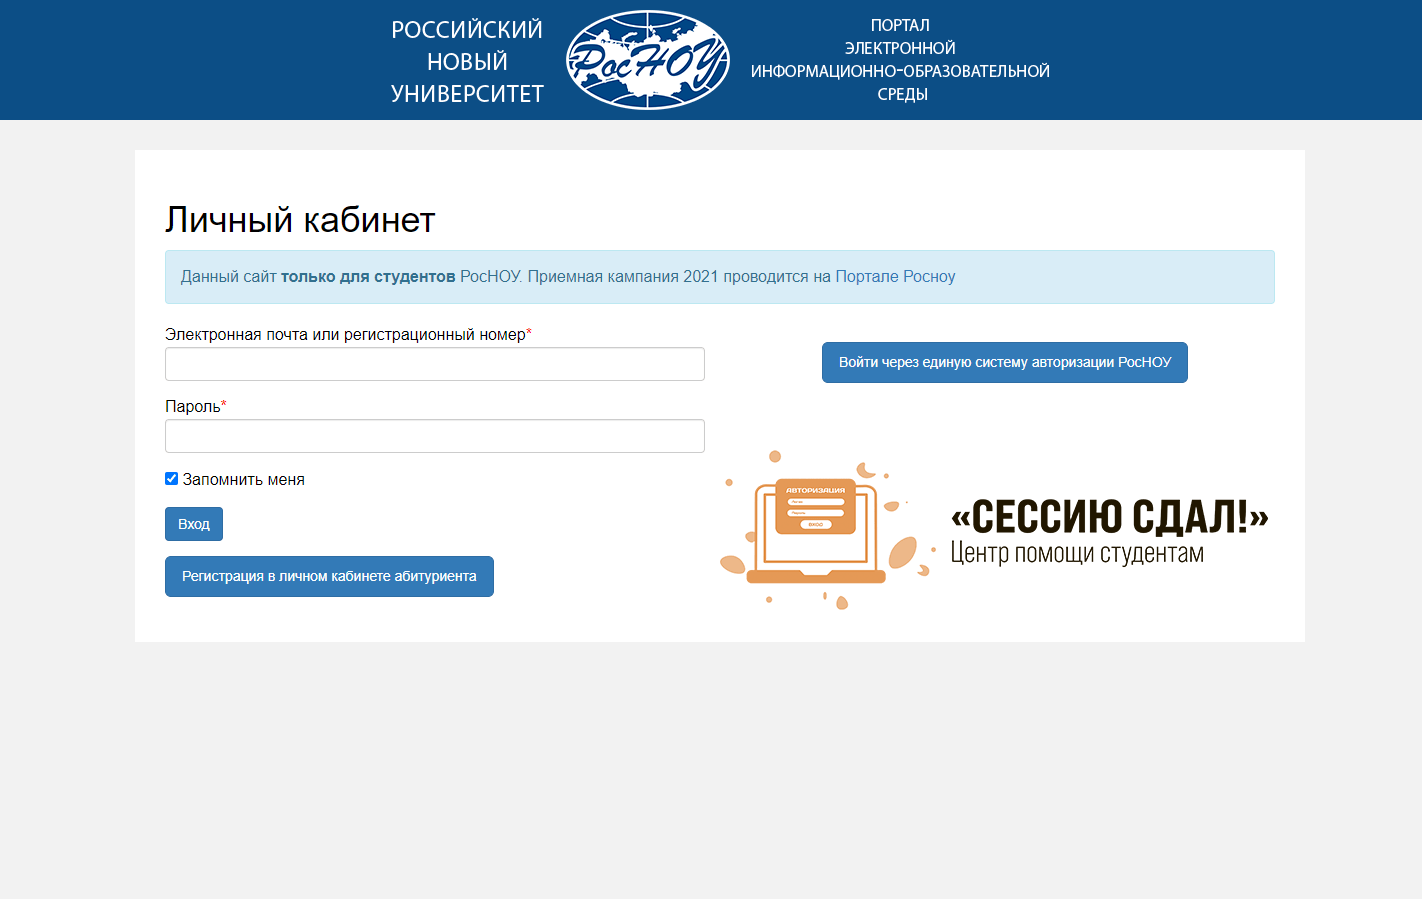 РОССИЙСКИЙ
НОВЫЙ
УНИВЕРСИТЕТ
РосНОУ
ПОРТАЛ
ЭЛЕКТРОННОЙ
ИНФОРМАЦИОННО-ОБРАЗОВАТЕЛЬНОЙ
СРЕДЫ
Личный кабинет
Данный сайт только для студентов РосНОУ. Приемная кампания 2021 проводится на Портале Росноу
Электронная почта или регистрационный номер*
Войти через единую систему авторизации РосНОУ
Пароль*
Запомнить меня
Вход
Регистрация в личном кабинете абитуриента
АВТОРИЗАЦИЯ
Логин
Пароль
ВХОД
«СЕССИЮ СДАЛ!»
Центр помощи студентам